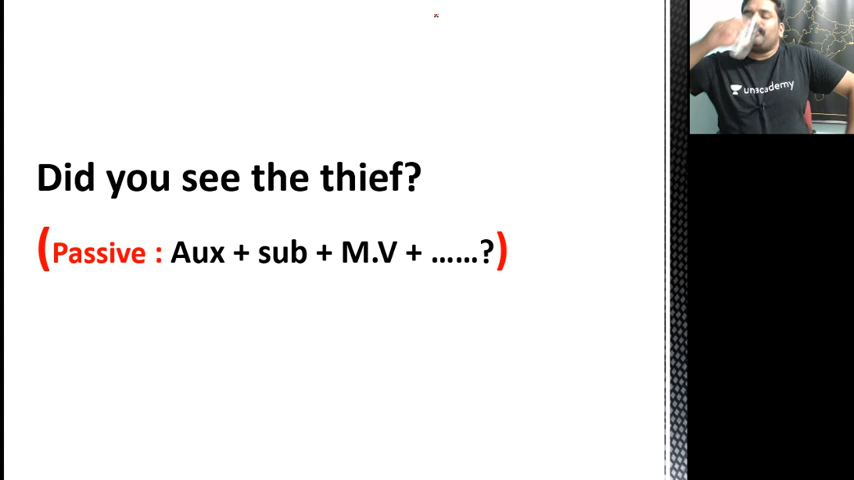 Did you see the thief?
(Passive : Aux + sub + M.V + ......?)
unacademy